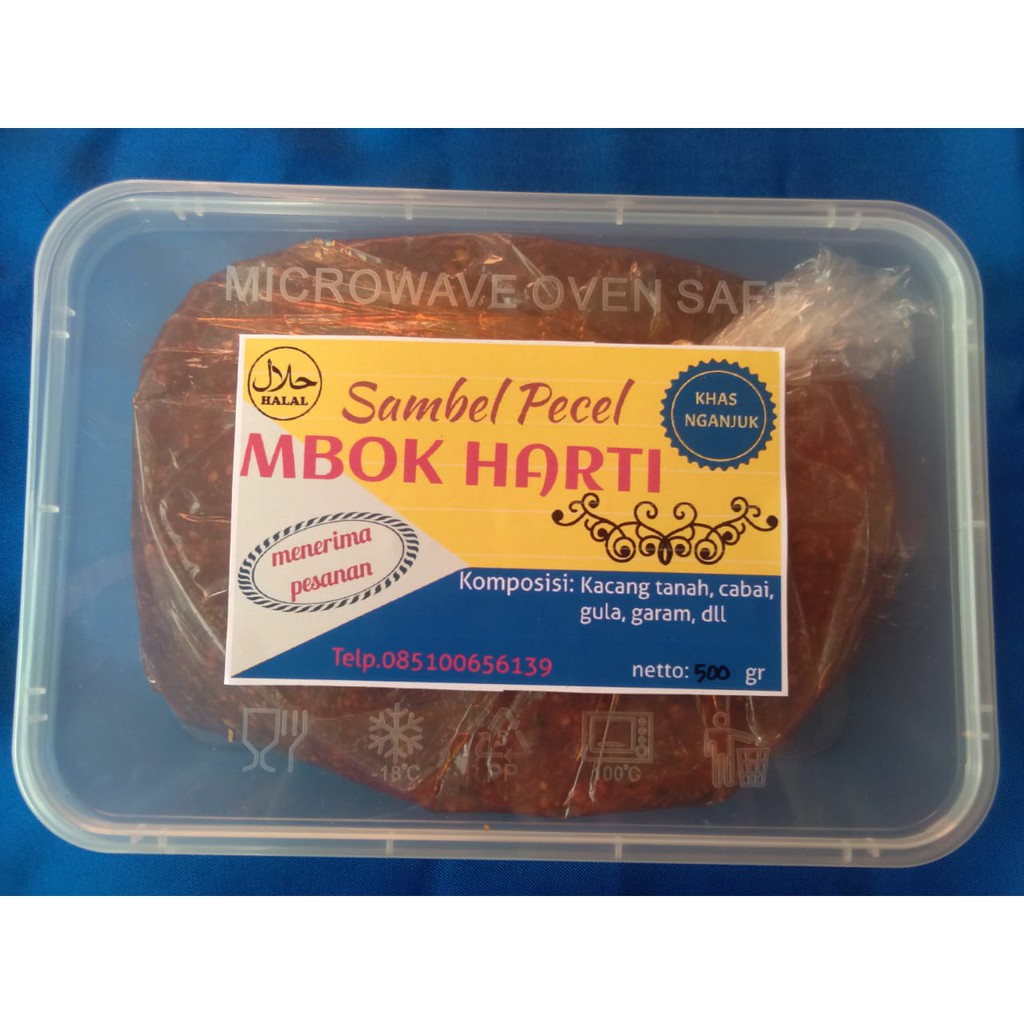 MICROWAVE OVEN SAFE
حلال
HALAL
Sambel Pecel
KHAS
NGANJUK
MBOK HARTI
menerima
pesanan
Komposisi: Kacang tanah, cabai,
gula, garam, dll
Telp.085100656139
netto: 500 gr
-18°C
PP
100°C